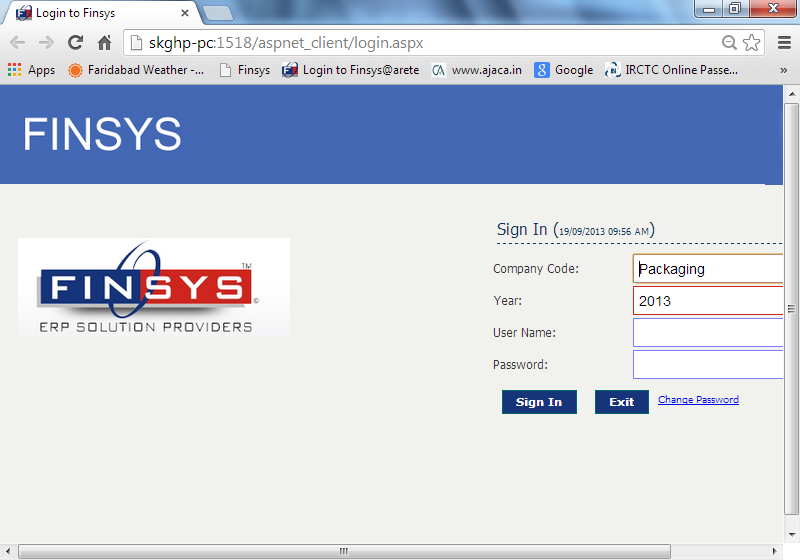 Login to Finsys
skghp-pc:1518/aspnet_client/login.aspx
Apps Faridabad Weather -... Finsys Login to Finsys@arete CA www.ajaca.in 8 Google IRCTC Online Passe... »
FINSYS
Sign In (19/09/2013 09:56 AM)
FINSYS TM ©
ERP SOLUTION PROVIDERS
Company Code: Packaging
Year: 2013
User Name:
Password:
Sign In Exit Change Password